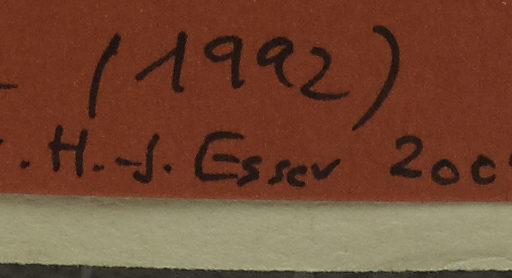 (1992)
. H.-J. Esser 200